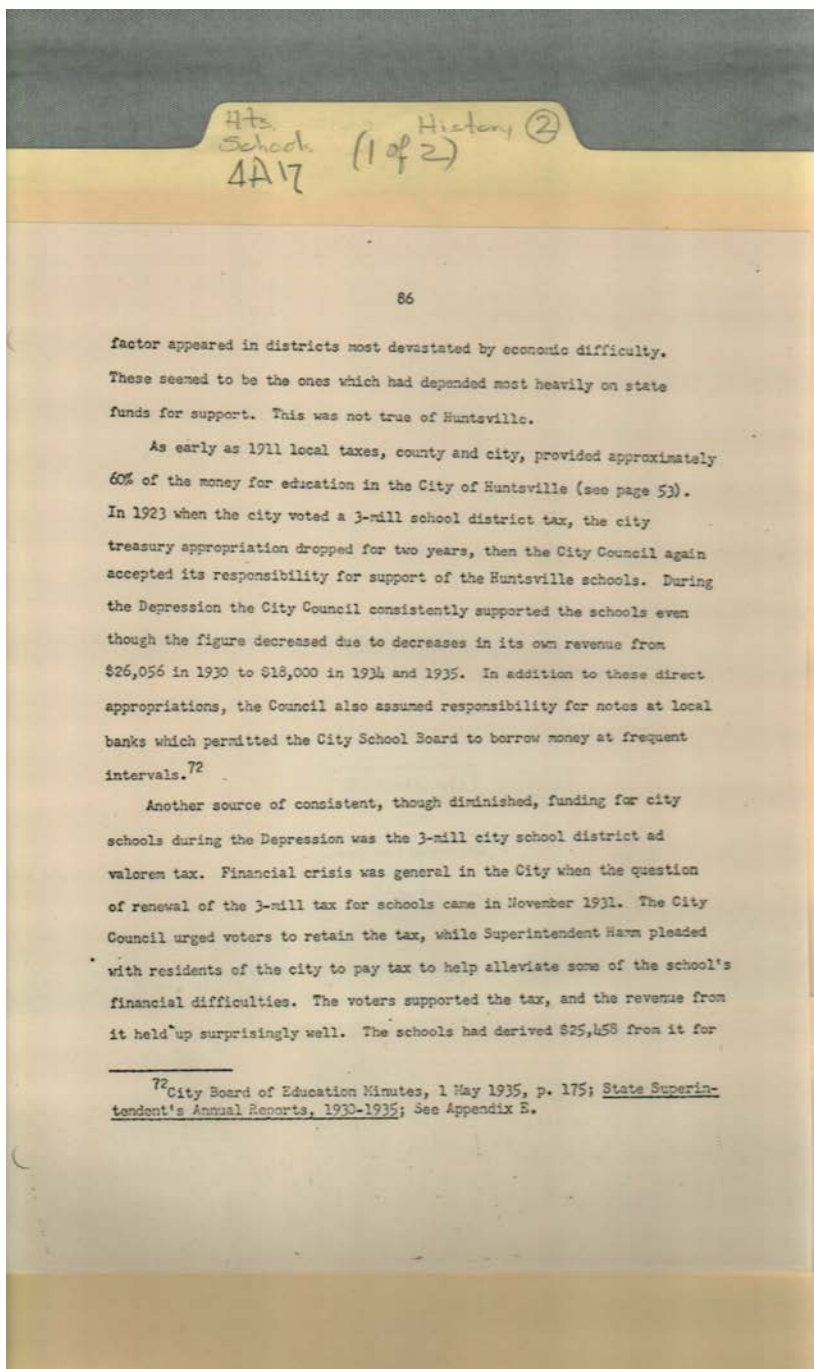 Hts. History ②
School. (1 of 2)
4A17
86
factor appeared in districts most devastated by economic difficulty.
These seemed to be the ones which had depended most heavily on state
funds for support. This was not true of Huntsville.
As early as 1911 local taxes, county and city, provided approximately
60% of the money for education in the City of Huntsville (see page 53).
In 1923 when the city voted a 3-mill school district tax, the city
treasury appropriation dropped for two years, then the City Council again
accepted its responsibility for support of the Huntsville schools. During
the Depression the City Council consistently supported the schools even
though the figure decreased due to decreases in its own revenue from
$26,056 in 1930 to $18,000 in 1934 and 1935. In addition to these direct
appropriations, the Council also assumed responsibility for notes at local
banks which permitted the City School Board to borrow money at frequent
intervals.72
Another source of consistent, though diminished, funding for city
schools during the Depression was the 3-mill city school district ad
valorem tax. Financial crisis was general in the City when the question
of renewal of the 3-mill tax for schools came in November 1931. The City
Council urged voters to retain the tax, while Superintendent Hamm pleaded
with residents of the city to pay tax to help alleviate some of the school's
financial difficulties. The voters supported the tax, and the revenue from
it held up surprisingly well. The schools had derived $25,458 from it for
72City Board of Education Minutes, 1 May 1935, p. 175; State Superin-
tendent's Annual Reports, 1930-1935; See Appendix E.